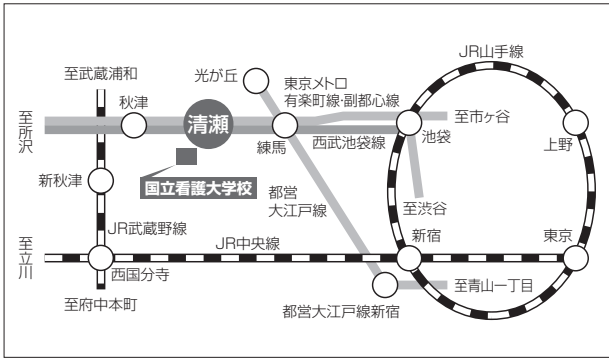 JR山手線
至武蔵浦和
光が丘
東京メトロ
有楽町線・副都心線
秋津
清瀬
至市ヶ谷
至所沢
練馬
西武池袋線
池袋
上野
新秋津
国立看護大学校
都営
大江戸線
至渋谷
JR武蔵野線
JR中央線
新宿
東京
至立川
西国分寺
至青山一丁目
至府中本町
都営大江戸線新宿